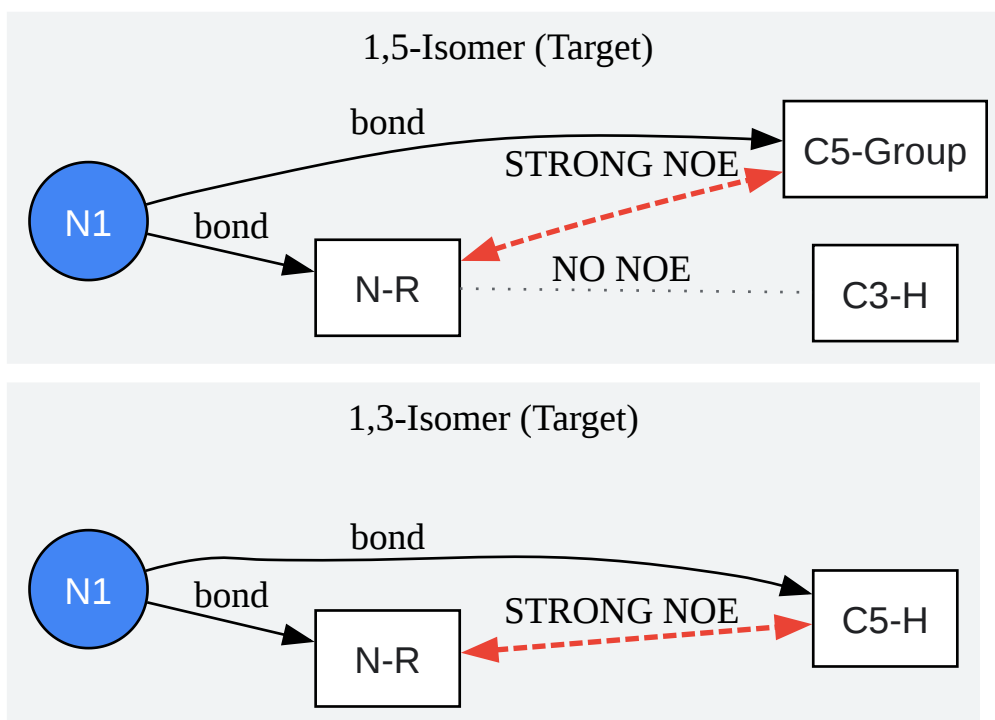 1,5-Isomer (Target)
bond
C5-Group
STRONG NOE
N1
bond
NO NOE
N-R
C3-H
1,3-Isomer (Target)
bond
N1
bond
STRONG NOE
C5-H
N-R